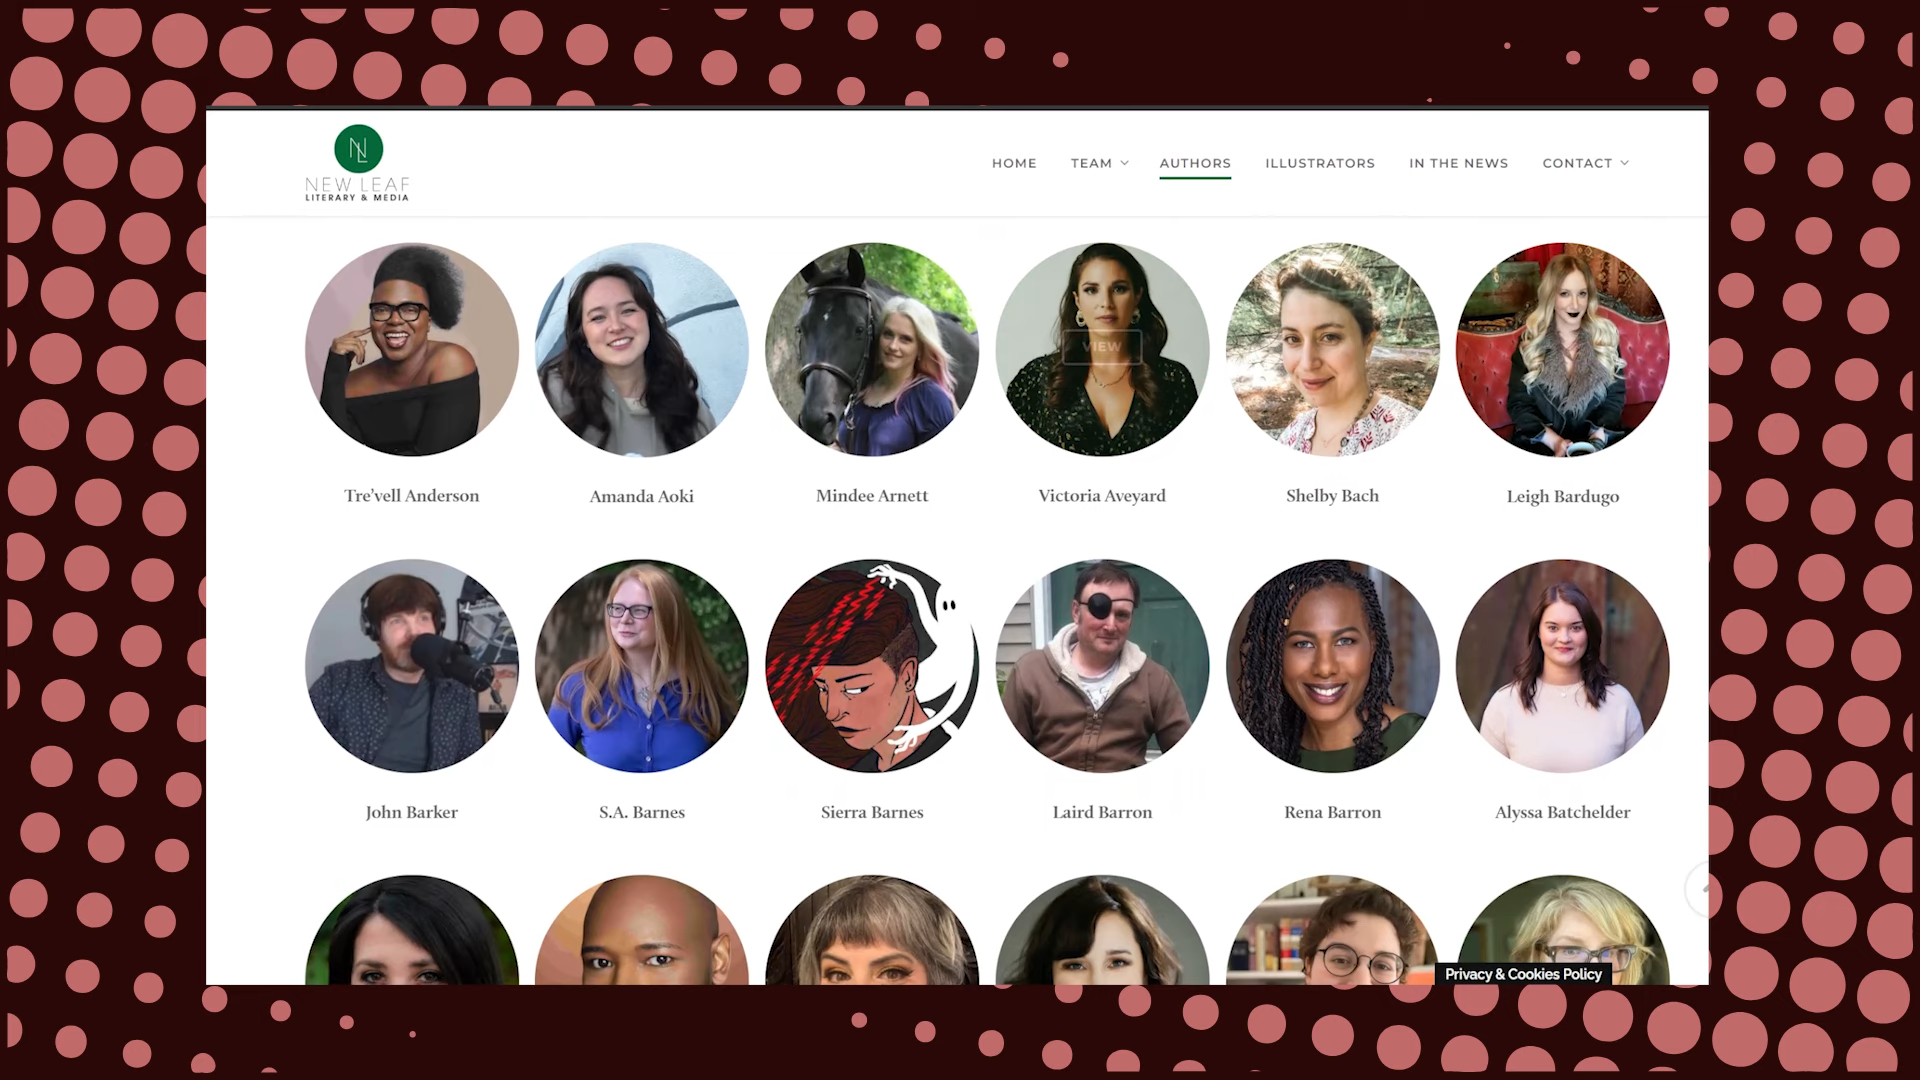 NL
NEW LEAF
LITERARY & MEDIA
HOME
TEAM
AUTHORS
ILLUSTRATORS
IN THE NEWS
CONTACT
VIEW
Tre'vell Anderson
Amanda Aoki
Mindee Arnett
Victoria Aveyard
Shelby Bach
Leigh Bardugo
John Barker
S.A. Barnes
Sierra Barnes
Laird Barron
Rena Barron
Alyssa Batchelder
Privacy & Cookies Policy